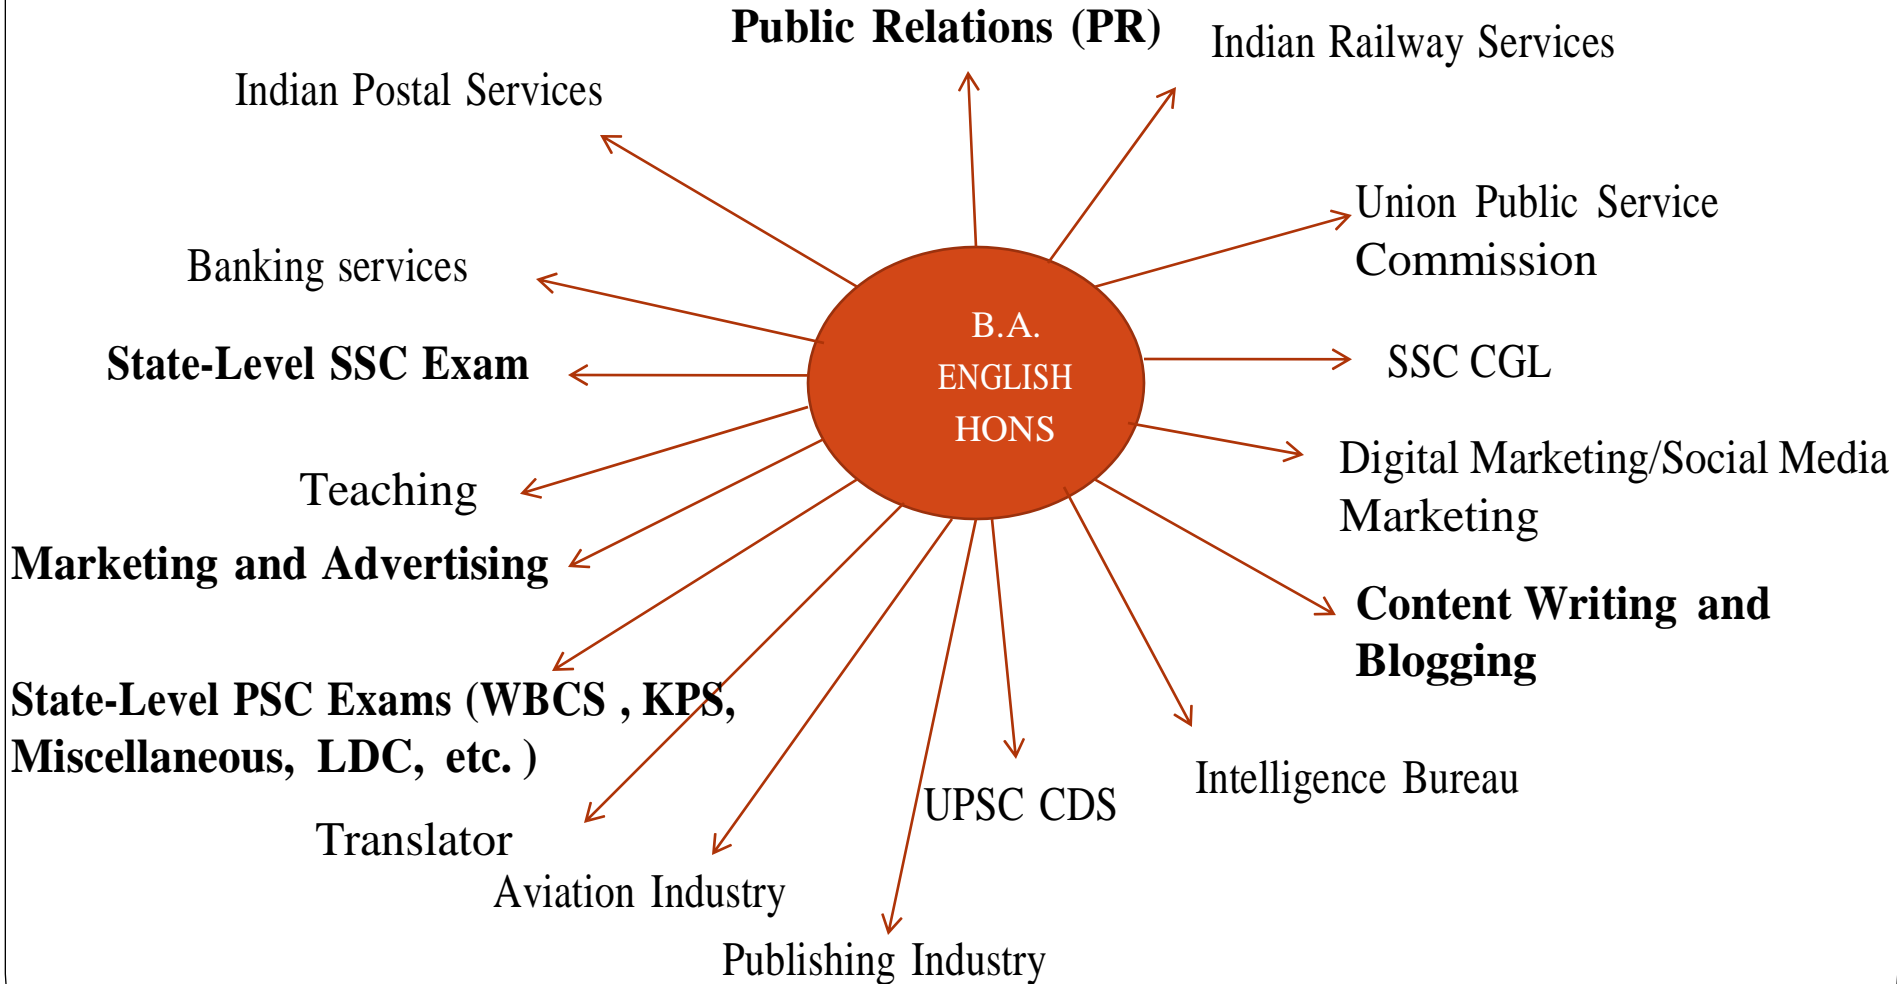 Public Relations (PR)
Indian Railway Services
Indian Postal Services
Union Public Service
Commission
Banking services
B.A.
ENGLISH
HONS
State-Level SSC Exam
SSC CGL
Digital Marketing/Social Media
Marketing
Teaching
Marketing and Advertising
Content Writing and
Blogging
State-Level PSC Exams (WBCS , KPS,
Miscellaneous, LDC, etc. )
Intelligence Bureau
UPSC CDS
Translator
Aviation Industry
Publishing Industry